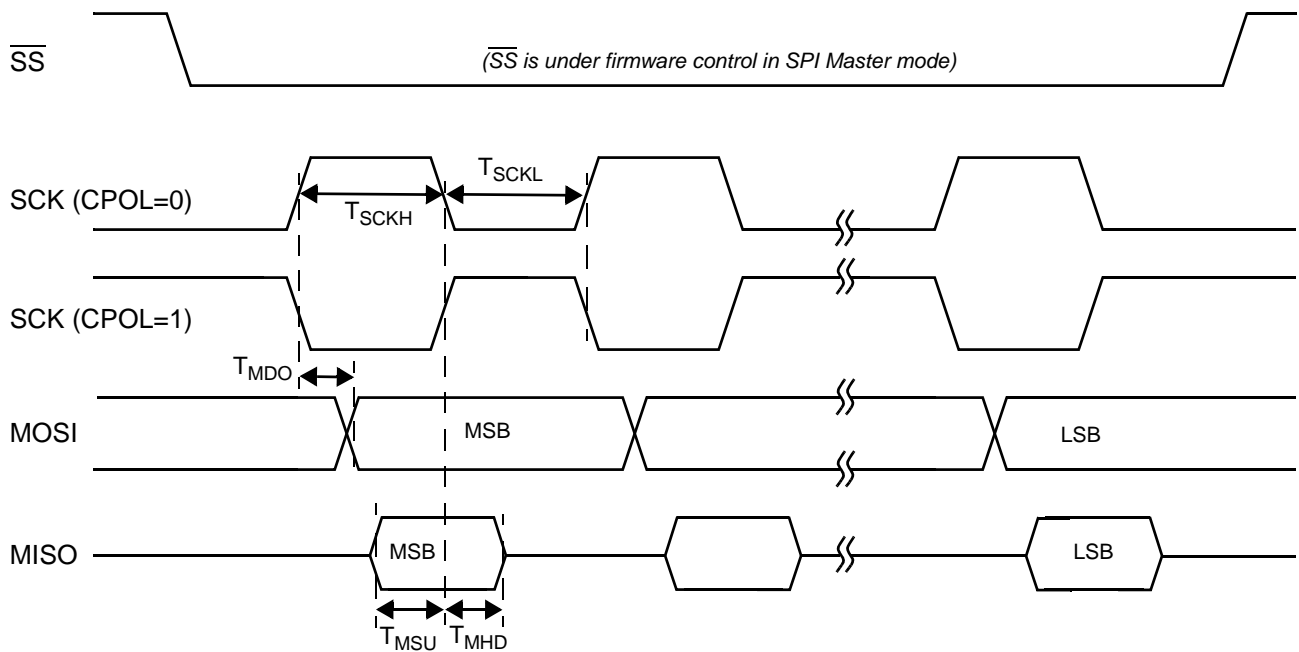 SS
(SS is under firmware control in SPI Master mode)
SCK (CPOL=0)
TSCKH
TSCKL
SCK (CPOL=1)
TMDO
MOSI
MSB
LSB
MISO
MSB
LSB
TMSU
TMHD